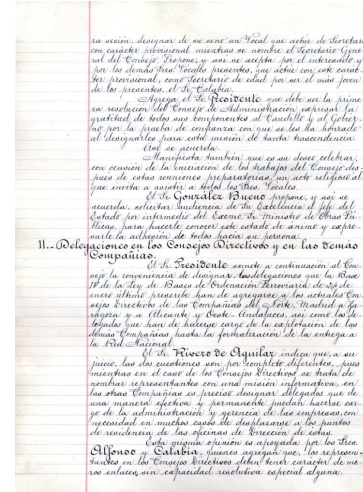 ra sesión, designar de su seno un Vocal que actúe de Secretario
con carácter provisional mientras se nombre el Secretario Gene-
ral del Consejo. Propone, y así se acepta por el interesado y
por los demás Sres. Vocales presentes, que actúe con este carác-
ter provisional, como Secretario de edad por ser el más joven
de los presentes, el Sr. Calabia.
Agrega el Sr. Presidente que debe ser la prime-
ra resolución del Consejo de Administración expresar la
gratitud de todos sus componentes al Caudillo y al Gobier-
no por la prueba de confianza con que se les ha honrado
al designarlos para esta misión de tanta trascendencia
Así se acuerda.
Manifiesta también que es su deseo celebrar,
con ocasión de la iniciación de los trabajos del Consejo des-
pués de estas reuniones preparatorias, un acto religioso al
que invita a asistir a todos los Sres. Vocales.
El Sr. González Bueno propone, y así se
acuerda, solicitar audiencia de Su Excelencia el Jefe del
Estado por intermedio del Excmo. Sr. Ministro de Obras Pú-
blicas, para hacerle conocer este estado de ánimo y expre-
sarle la adhesión de todos hacia su persona.
II.- Delegaciones en los Consejos Directivos y en las demás
Compañías.
El Sr. Presidente somete a continuación al Con-
sejo la conveniencia de designar las delegaciones que la Base
IV de la Ley de Bases de Ordenación Ferroviaria de 24 de
enero último prescribe han de agregarse a los actuales Con-
sejos Directivos de las Compañías del Norte, Madrid a Za-
ragoza y a Alicante y Oeste-Andaluces, así como los de-
legados que han de hacerse cargo de la explotación de las
demás Compañías hasta la formalización de la entrega a
la Red Nacional.
El Sr. Rivero de Aguilar indica que, a su
juicio, las dos cuestiones son por completo diferentes, pues
mientras en el caso de los Consejos Directivos se trata de
nombrar representantes con una misión informativa, en
las otras Compañías es preciso designar delegados que de
una manera efectiva y permanente puedan hacerse car-
go de la administración y gerencia de las empresas, con
necesidad en muchos casos de desplazarse a los puntos
de residencia de las oficinas de Dirección de éstas.
Esta misma opinión es apoyada por los Sres.
Alfonso y Calabia, quienes agregan que, los represen-
tantes en los Consejos Directivos deben tener carácter de me-
ros enlaces, sin capacidad resolutiva especial alguna.